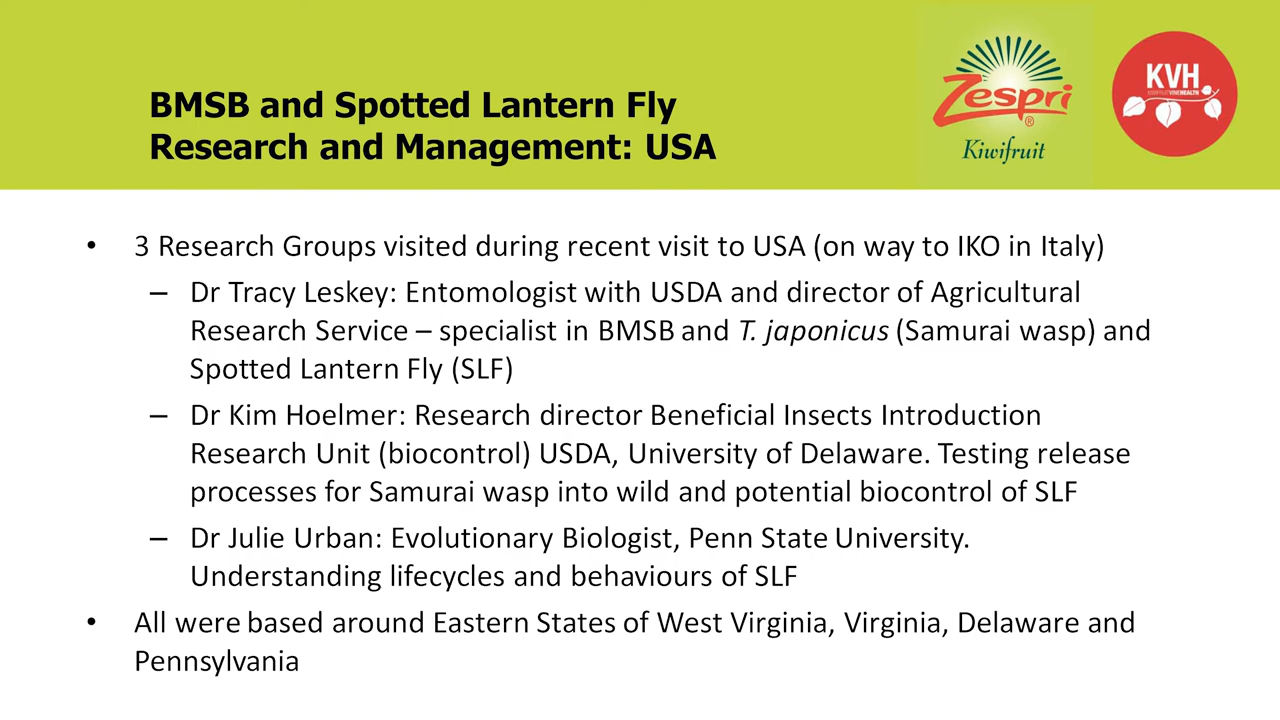 BMSB and Spotted Lantern Fly
Research and Management: USA
Zespri®
Kiwifruit
KVH
KIWIFRUIT VINE HEALTH
• 3 Research Groups visited during recent visit to USA (on way to IKO in Italy)
– Dr Tracy Leskey: Entomologist with USDA and director of Agricultural
Research Service – specialist in BMSB and T. japonicus (Samurai wasp) and
Spotted Lantern Fly (SLF)
– Dr Kim Hoelmer: Research director Beneficial Insects Introduction
Research Unit (biocontrol) USDA, University of Delaware. Testing release
processes for Samurai wasp into wild and potential biocontrol of SLF
– Dr Julie Urban: Evolutionary Biologist, Penn State University.
Understanding lifecycles and behaviours of SLF
• All were based around Eastern States of West Virginia, Virginia, Delaware and
Pennsylvania